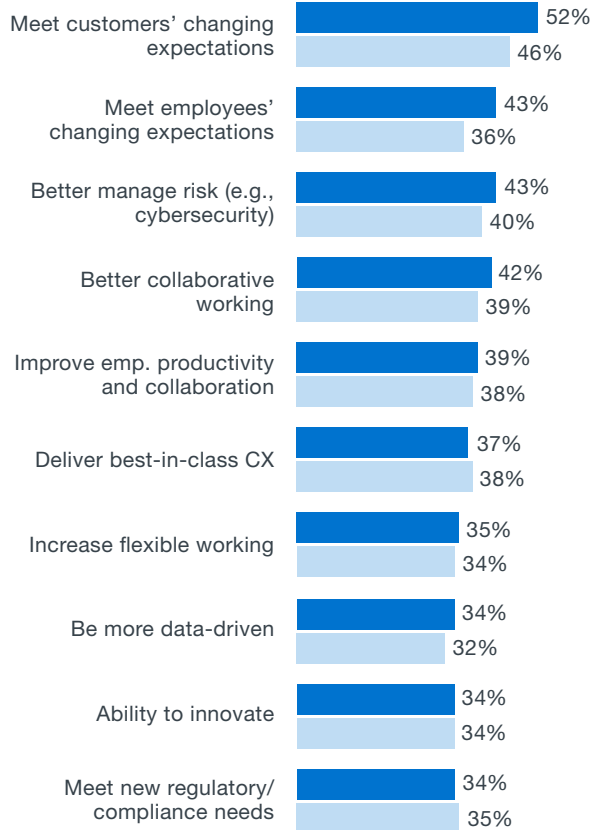 Meet customers’ changing
expectations
52%
46%
Meet employees’
changing expectations
43%
36%
Better manage risk (e.g.,
cybersecurity)
43%
40%
Better collaborative
working
42%
39%
Improve emp. productivity
and collaboration
39%
38%
Deliver best-in-class CX
37%
38%
Increase flexible working
35%
34%
Be more data-driven
34%
32%
Ability to innovate
34%
34%
Meet new regulatory/
compliance needs
34%
35%